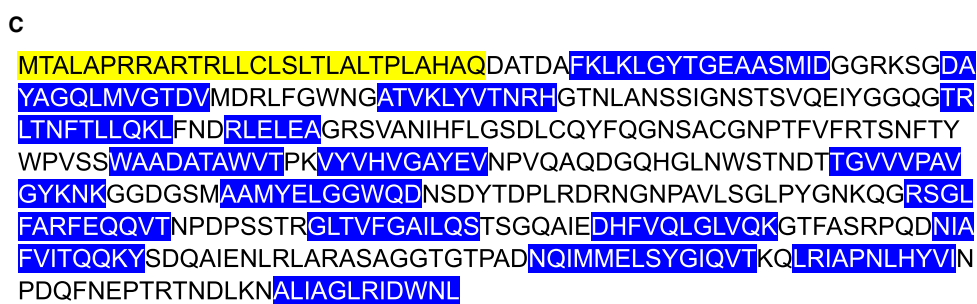 C
MTALAPRRARTRLLCLSLTLALTPLAHAQDATDAFKLKLGYTGEAASMIDGGRKSGDA
YAGQLMVGTDVMDRLFGWNGATVKLYVTNRHGTNLANSSIGNSTSVQEIYGGQGTR
LTNFTLLQKLFNDRLELEAGRSVANIHFLGSDLCQYFQGNSACGNPTFVFRTSNFTY
WPVSSWAADATAWVTPKVYVHVGAYEVNPVQAQDGQHGLNWSTNDTTGVVVPAV
GYKNKGGDGSMAAMYELGGWQDNSDYTDPLRDRNGNPAVLSGLPYGNKQGRSGL
FARFEQQVTNPDPSSTRGLTVFGAILQSTSGQAIEDHFVQLGLVQKGTFASRPQDNIA
FVITQQKYSDQAIENLRLARASAGGTGTPADNQIMMELSYGIQVTKQLRIAPNLHYVIN
PDQFNEPTRTNDLKNALIAGLRIDWNL